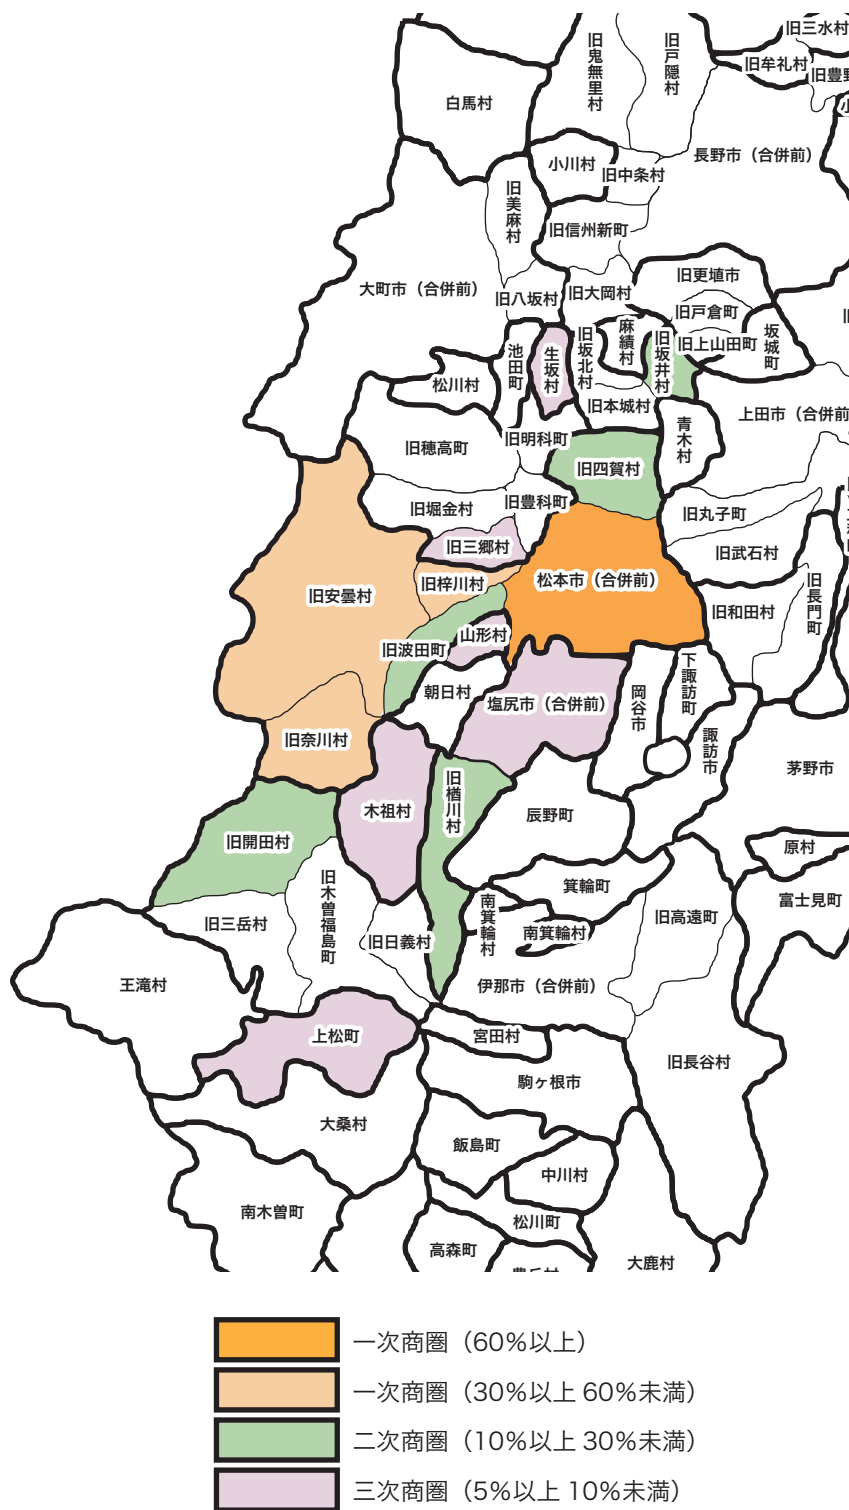 旧三水村
旧鬼無里村
旧戸隠村
旧牟礼村
旧豊野
白馬村
長野市（合併前）
小川村
旧中条村
旧美麻村
旧信州新町
旧更埴市
大町市（合併前）
旧八坂村
旧大岡村
旧戸倉町
坂城町
麻績村
旧坂井村
旧上山田町
旧坂北村
池田町
生坂村
松川村
旧本城村
上田市（合併前
青木村
旧穂高町
旧明科町
旧四賀村
旧堀金村
旧豊科町
旧丸子町
旧三郷村
旧武石村
旧安曇村
旧梓川村
松本市（合併前）
旧長門町
旧和田村
山形村
旧波田町
下諏訪町
朝日村
塩尻市（合併前）
岡谷市
諏訪市
旧奈川村
茅野市
旧楢川村
木祖村
辰野町
旧開田村
原村
箕輪町
富士見町
旧木曽福島町
南箕輪村
旧高遠町
旧三岳村
旧日義村
南箕輪村
王滝村
伊那市（合併前）
上松町
宮田村
旧長谷村
駒ヶ根市
大桑村
飯島町
中川村
南木曽町
松川町
高森町
大鹿村
一次商圏（60%以上）
一次商圏（30%以上 60%未満）
二次商圏（10%以上 30%未満）
三次商圏（5%以上 10%未満）